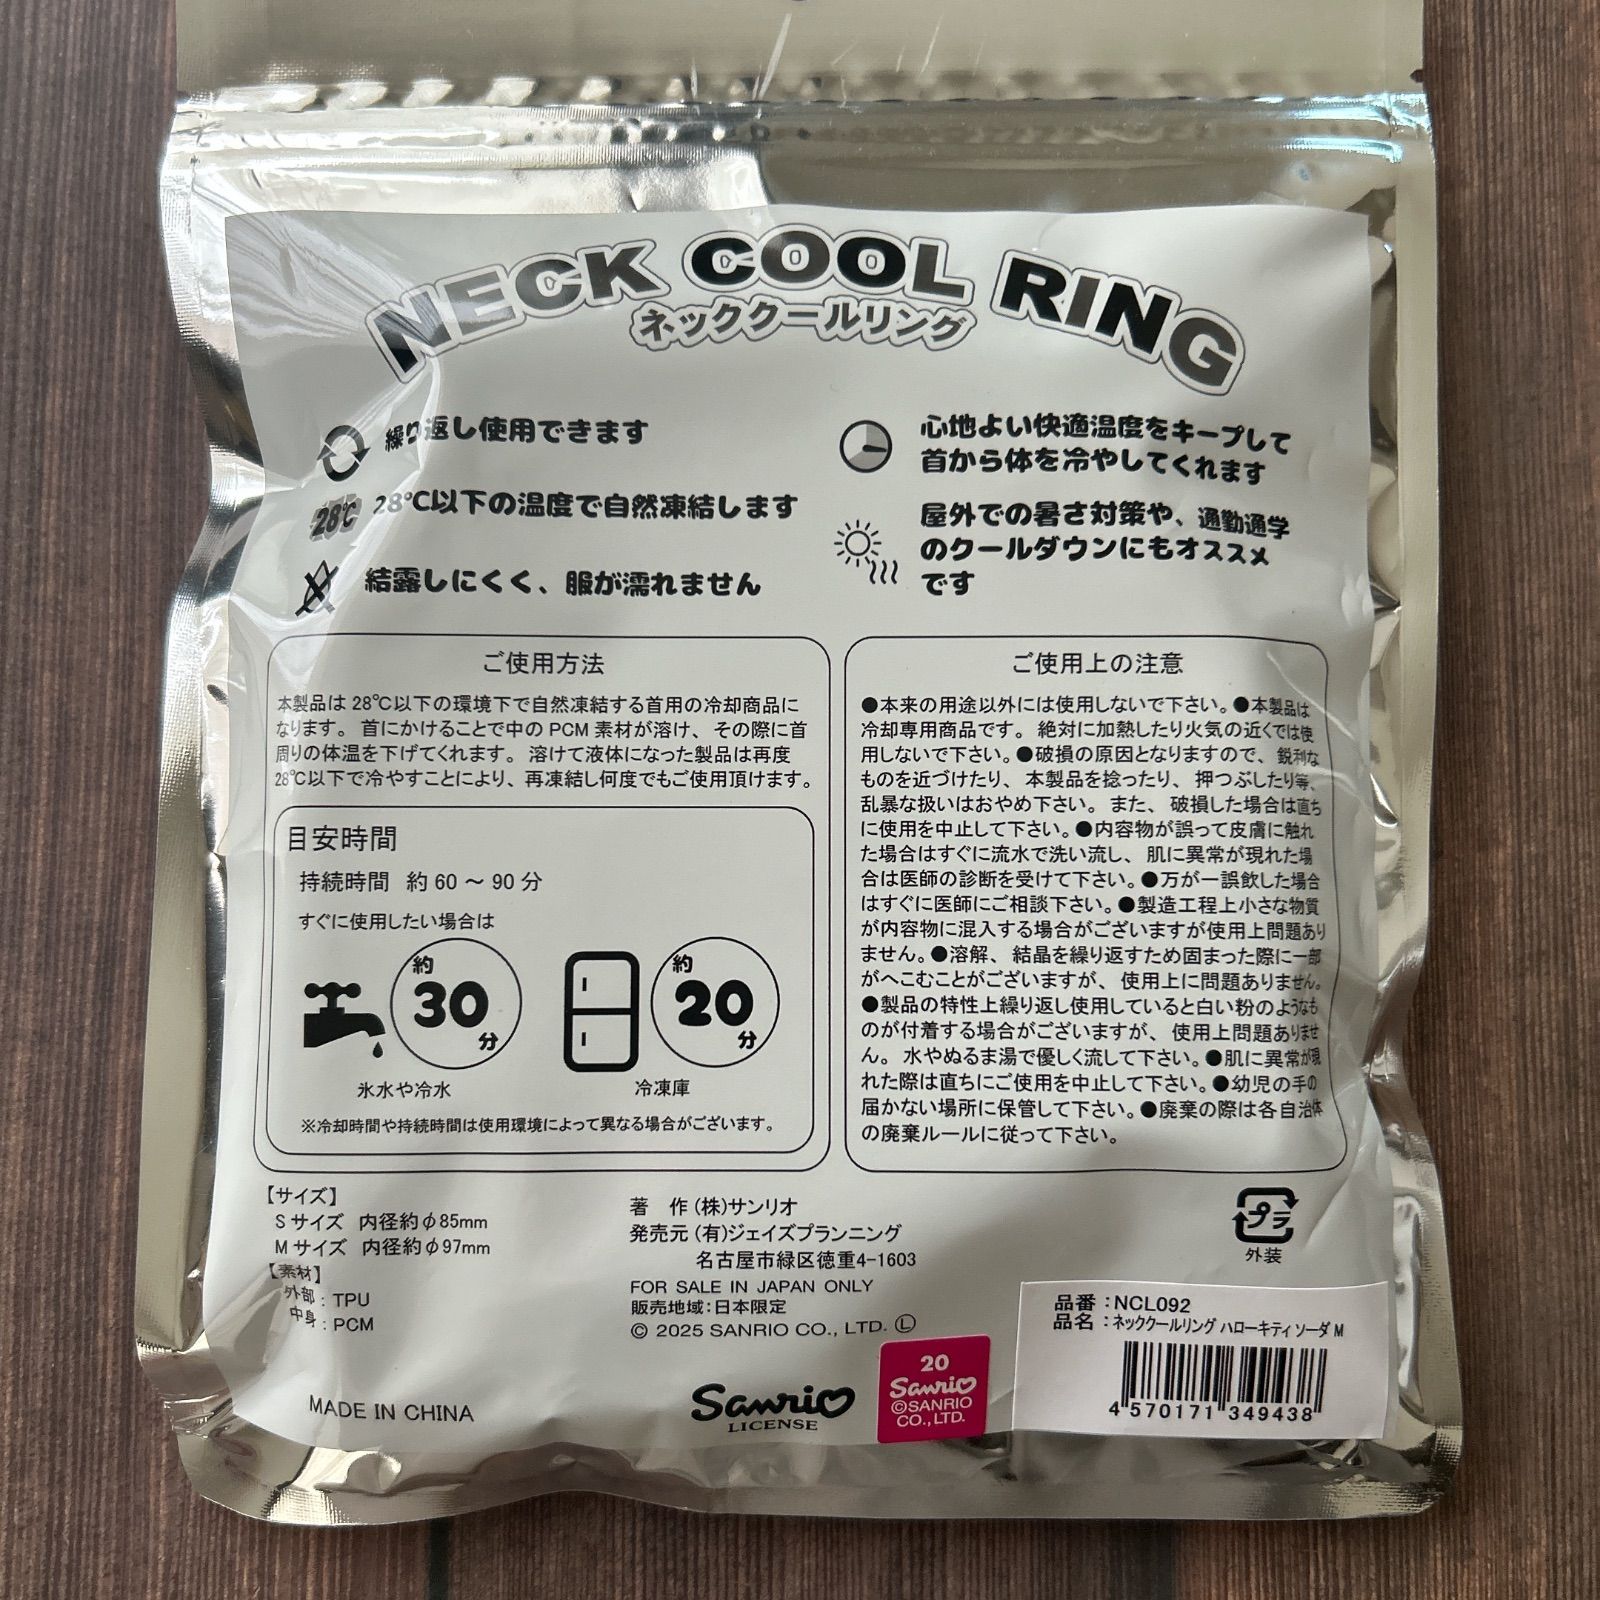 NECK COOL RING
ネッククールリング
繰り返し使用できます
28℃
28℃以下の温度で自然凍結します
結露しにくく、服が濡れません
心地よい快適温度をキープして
首から体を冷やしてくれます
屋外での暑さ対策や、通勤通学
のクールダウンにもオススメ
です
ご使用方法
本製品は28℃以下の環境下で自然凍結する首用の冷却商品に
なります。首にかけることで中のPCM素材が溶け、その際に首
周りの体温を下げてくれます。溶けて液体になった製品は再度
28℃以下で冷やすことにより、再凍結し何度でもご使用頂けます。
目安時間
持続時間 約60～90分
すぐに使用したい場合は
約
30
分
氷水や冷水
約
20
分
冷凍庫
※冷却時間や持続時間は使用環境によって異なる場合がございます。
ご使用上の注意
●本来の用途以外には使用しないで下さい。●本製品は
冷却専用商品です。絶対に加熱したり火気の近くでは使
用しないで下さい。●破損の原因となりますので、鋭利な
ものを近づけたり、本製品を捻ったり、押つぶしたり等、
乱暴な扱いはおやめ下さい。また、破損した場合は直ち
に使用を中止して下さい。●内容物が誤って皮膚に触れ
た場合はすぐに流水で洗い流し、肌に異常が現れた場
合は医師の診断を受けて下さい。●万が一誤飲した場合
はすぐに医師にご相談下さい。●製造工程上小さな物質
が内容物に混入する場合がございますが使用上問題あり
ません。●溶解、結晶を繰り返すため固まった際に一部
がへこむことがございますが、使用上に問題ありません。
●製品の特性上繰り返し使用していると白い粉のようなも
のが付着する場合がございますが、使用上問題ありませ
ん。水やぬるま湯で優しく流して下さい。●肌に異常が現
れた際は直ちにご使用を中止して下さい。●幼児の手の
届かない場所に保管して下さい。●廃棄の際は各自治体
の廃棄ルールに従って下さい。
【サイズ】
Sサイズ 内径約φ85mm
Mサイズ 内径約φ97mm
【素材】
外部：TPU
中身：PCM
MADE IN CHINA
著 作 (株)サンリオ
発売元 (有)ジェイズプランニング
名古屋市緑区徳重4-1603
FOR SALE IN JAPAN ONLY
販売地域：日本限定
© 2025 SANRIO CO., LTD. Ⓛ
Sanrio
LICENSE
20
Sanrio
©SANRIO
CO.,LTD.
プラ
外装
品番：NCL092
品名：ネッククールリング ハローキティ ソーダ M
4 570171 349438